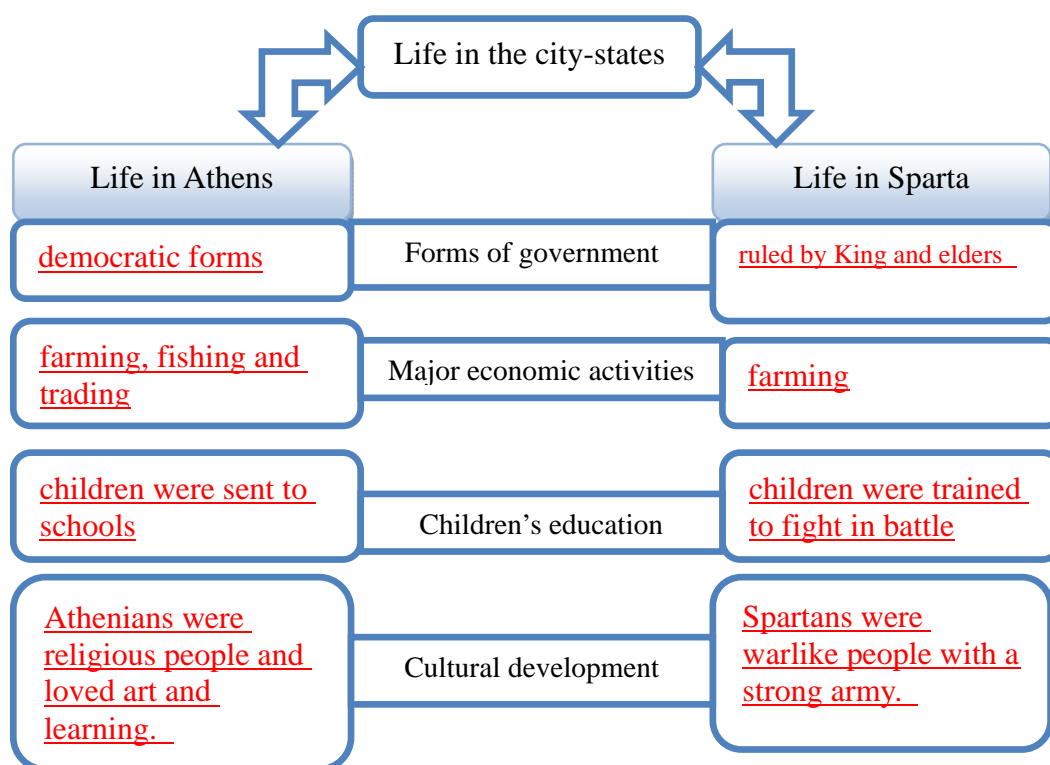 Life in the city-states
Life in Athens
Life in Sparta
democratic forms
Forms of government
ruled by King and elders
farming, fishing and
trading
Major economic activities
farming
children were sent to
schools
Children’s education
children were trained
to fight in battle
Athenians were
religious people and
loved art and
learning.
Cultural development
Spartans were
warlike people with a
strong army.